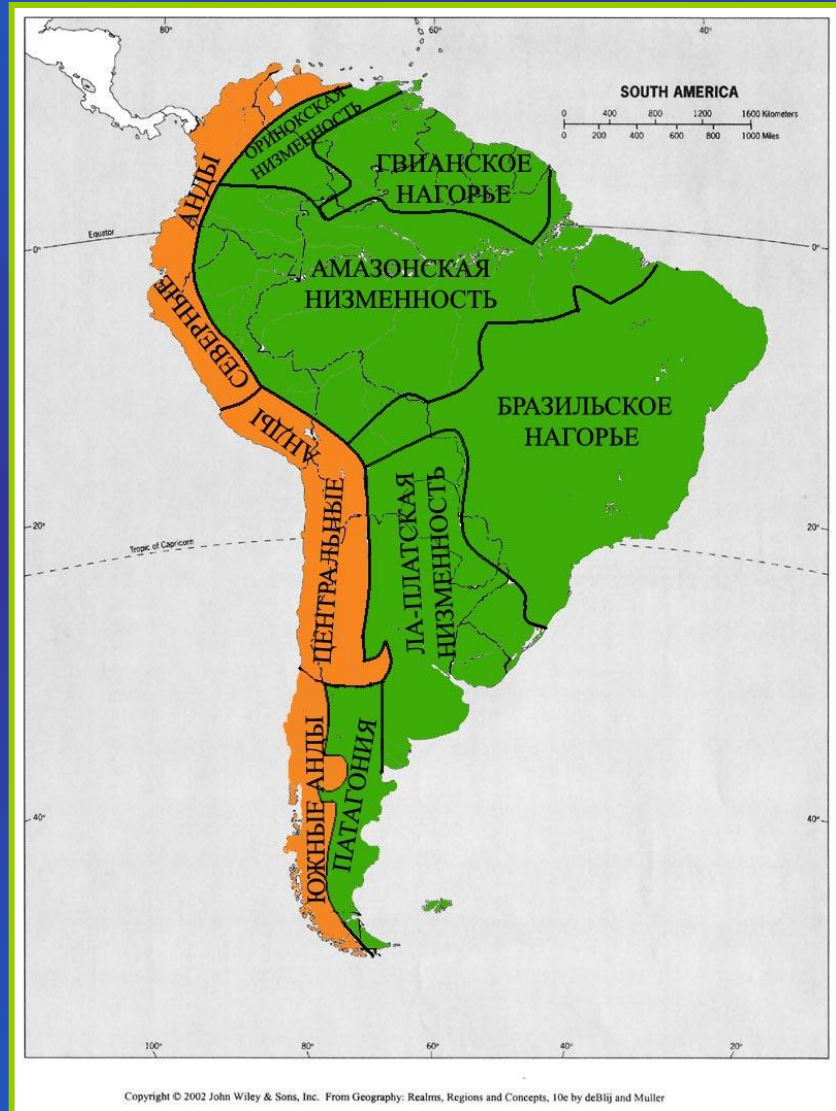 80°
60°
40°
SOUTH AMERICA
0 400 800 1200 1600 Kilometers
0 200 400 600 800 1000 Miles
ОРИНОКСКАЯ
НИЗМЕННОСТЬ
ГВИАНСКОЕ
НАГОРЬЕ
СЕВЕРНЫЕ АНДЫ
Equator
0°
0°
АМАЗОНСКАЯ
НИЗМЕННОСТЬ
БРАЗИЛЬСКОЕ
НАГОРЬЕ
ЦЕНТРАЛЬНЫЕ АНДЫ
20°
20°
Tropic of Capricorn
ЛА-ПЛАТСКАЯ
НИЗМЕННОСТЬ
ЮЖНЫЕ АНДЫ
ПАТАГОНИЯ
40°
40°
100°
80°
60°
40°
20°
Copyright © 2002 John Wiley & Sons, Inc. From Geography: Realms, Regions and Concepts, 10e by deBlij and Muller